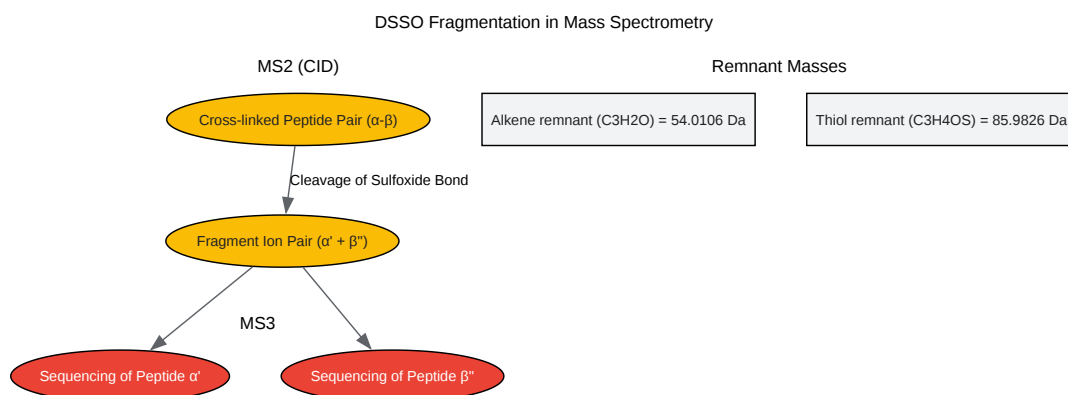 DSSO Fragmentation in Mass Spectrometry
MS2 (CID)
Remnant Masses
Cross-linked Peptide Pair (α-β)
Alkene remnant (C3H2O) = 54.0106 Da
Thiol remnant (C3H4OS) = 85.9826 Da
Cleavage of Sulfoxide Bond
Fragment Ion Pair (α' + β'')
MS3
Sequencing of Peptide α'
Sequencing of Peptide β''